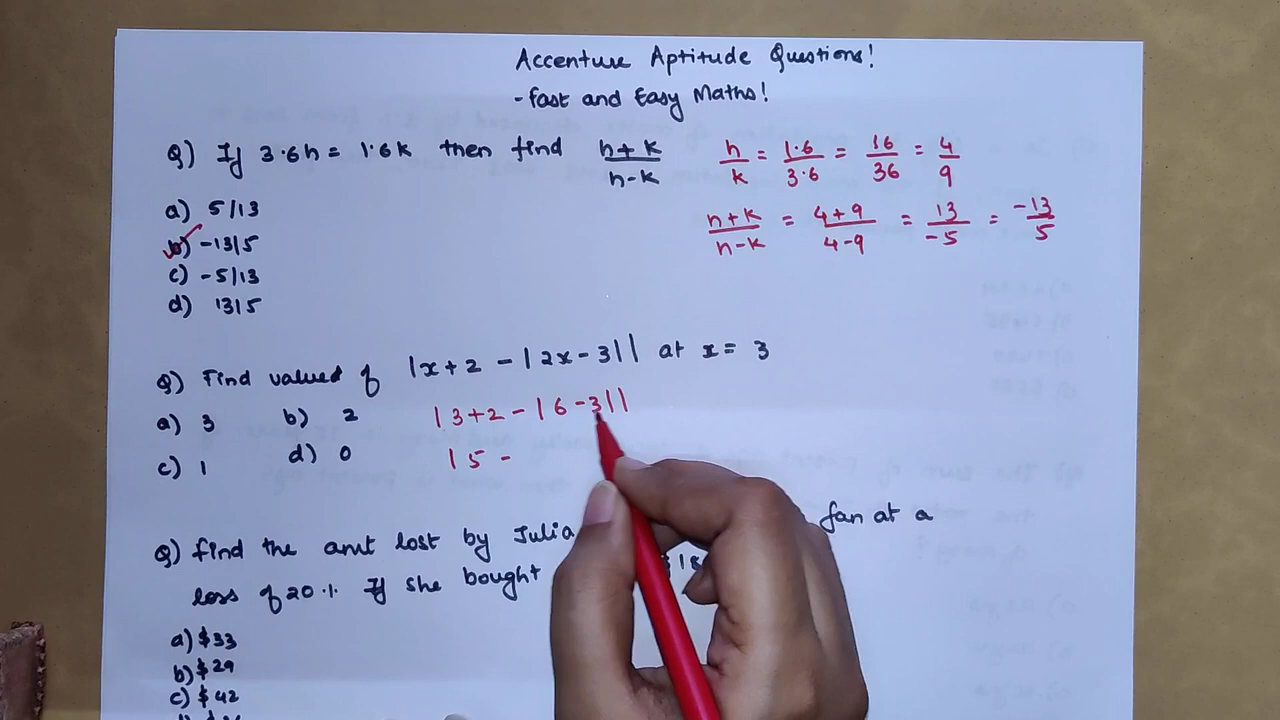 Accenture Aptitude Questions!
- Fast and Easy Maths!
Q) If 3.6h = 1.6k then find h+k / h-k
h/k = 1.6/3.6 = 16/36 = 4/9
a) 5/13
b) -13/5
c) -5/13
d) 13/5
h+k / h-k = 4+9 / 4-9 = 13/-5 = -13/5
Q) Find valued of |x+2 - |2x-3|| at x = 3
a) 3 b) 2
c) 1 d) 0
|3+2 - |6-3||
|5 -
Q) find the amt lost by Julia fan at a
loss of 20.1. If she bought
a) $33
b) $29
c) $42